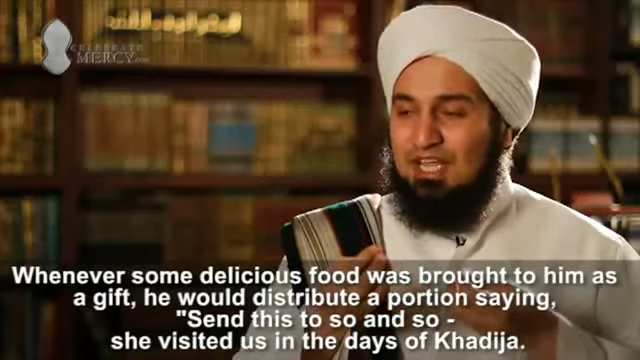 CELEBRATE
MERCY.com
Whenever some delicious food was brought to him as
a gift, he would distribute a portion saying,
"Send this to so and so -
she visited us in the days of Khadija.